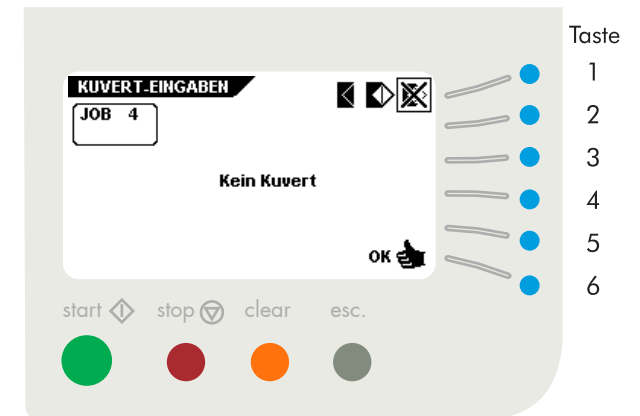 Taste
KUVERT-EINGABEN
1
JOB 4
2
3
Kein Kuvert
4
5
OK
6
start stop clear esc.